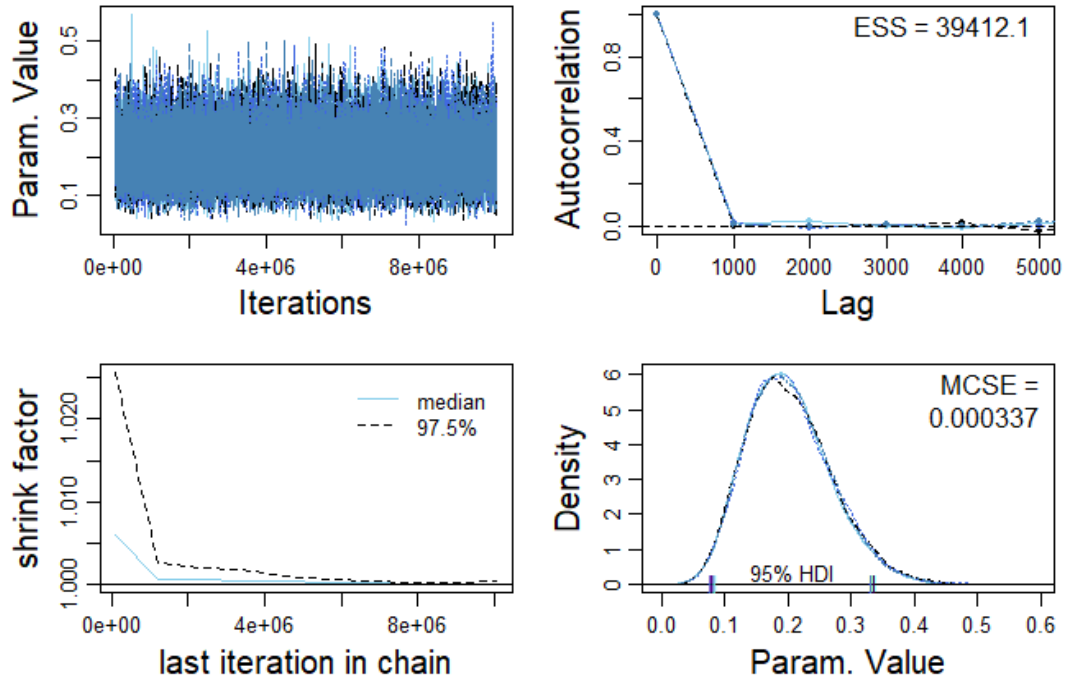 Param. Value
0.5
0.3
0.1
0e+00
4e+06
8e+06
Iterations
Autocorrelation
0.8
0.4
0.0
ESS = 39412.1
0
1000
2000
3000
4000
5000
Lag
shrink factor
1.020
1.010
1.000
median
97.5%
0e+00
4e+06
8e+06
last iteration in chain
Density
6
5
4
3
2
1
0
MCSE =
0.000337
95% HDI
0.0
0.1
0.2
0.3
0.4
0.5
0.6
Param. Value